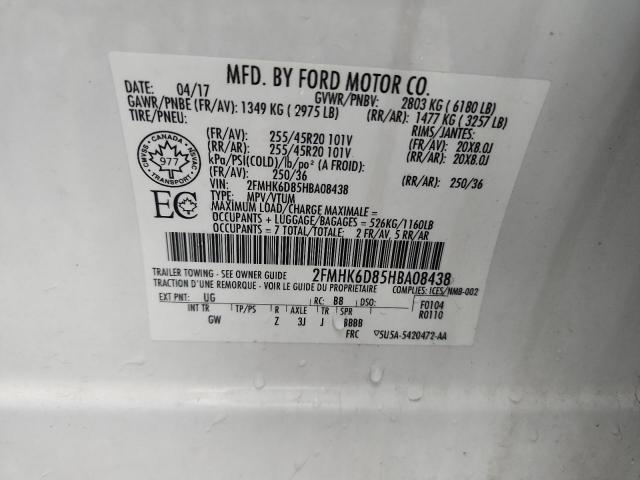 MFD. BY FORD MOTOR CO.
DATE: 04/17 GVWR/PNBV: 2803 KG ( 6180 LB)
GAWR/PNBE (FR/AV): 1349 KG ( 2975 LB) (RR/AR): 1477 KG ( 3257 LB)
TIRE/PNEU: RIMS/JANTES:
(FR/AV): 255/45R20 101V (FR/AV): 20X8.0J
(RR/AR): 255/45R20 101V (RR/AR): 20X8.0J
kPa/PSI(COLD)/lb/po² (A FROID):
(FR/AV): 250/36 (RR/AR): 250/36
VIN: 2FMHK6D85HBA08438
TYPE: MPV/VTUM
MAXIMUM LOAD/CHARGE MAXIMALE =
OCCUPANTS + LUGGAGE/BAGAGES = 526KG/1160LB
OCCUPANTS = 7 TOTAL/TOTALE: 2 FR/AV, 5 RR/AR
CANADA
CMVSS ADVAC
977
TRANSPORT
EC
2FMHK6D85HBA08438
TRAILER TOWING - SEE OWNER GUIDE
TRACTION D'UNE REMORQUE - VOIR LE GUIDE DU PROPRIETAIRE COMPLIES: ICES/NMB-002
EXT PNT: UG RC: B8 DSO: F0104
INT TR TP/PS R AXLE TR SPR R0110
GW Z 3J J BBBB
FRC ▽5U5A-5420472-AA